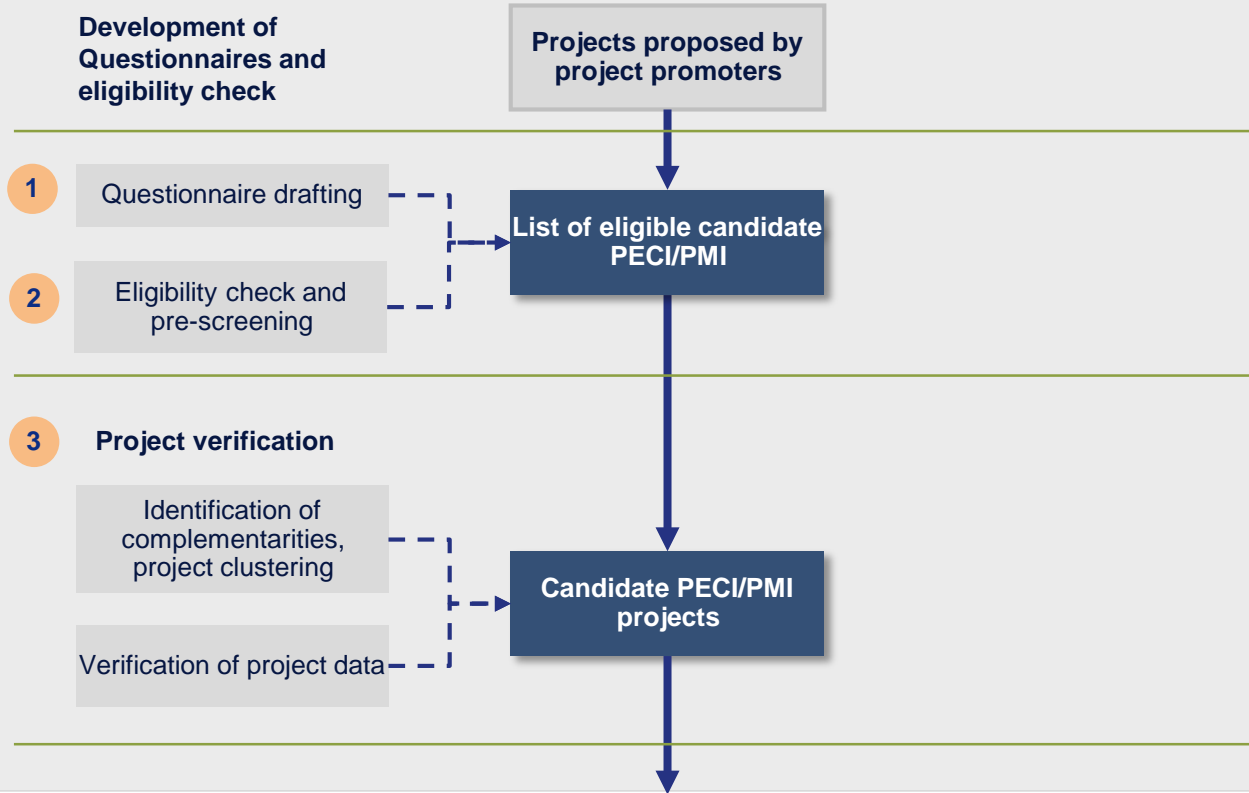 Development of
Questionnaires and
eligibility check
Projects proposed by
project promoters
1
Questionnaire drafting
List of eligible candidate
PECI/PMI
2
Eligibility check and
pre-screening
3
Project verification
Identification of
complementarities,
project clustering
Candidate PECI/PMI
projects
Verification of project data